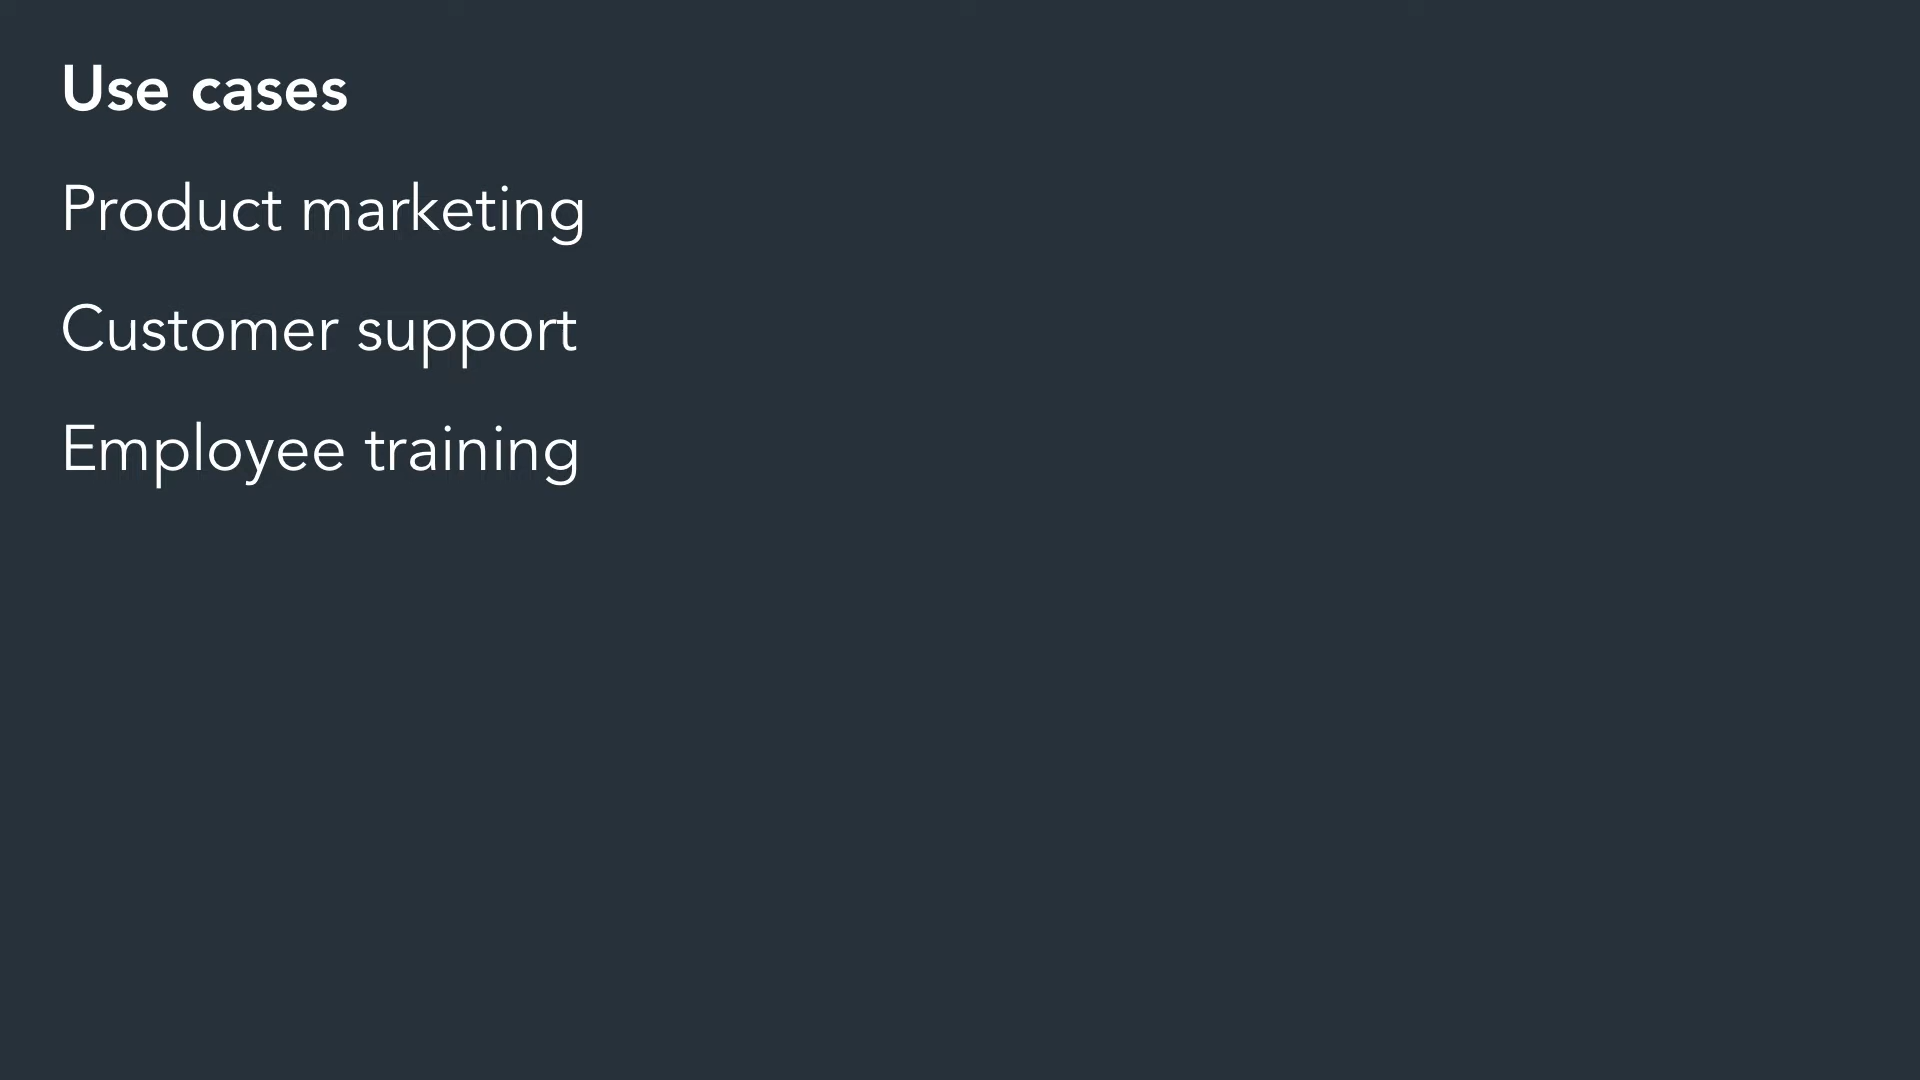 Use cases
Product marketing
Customer support
Employee training